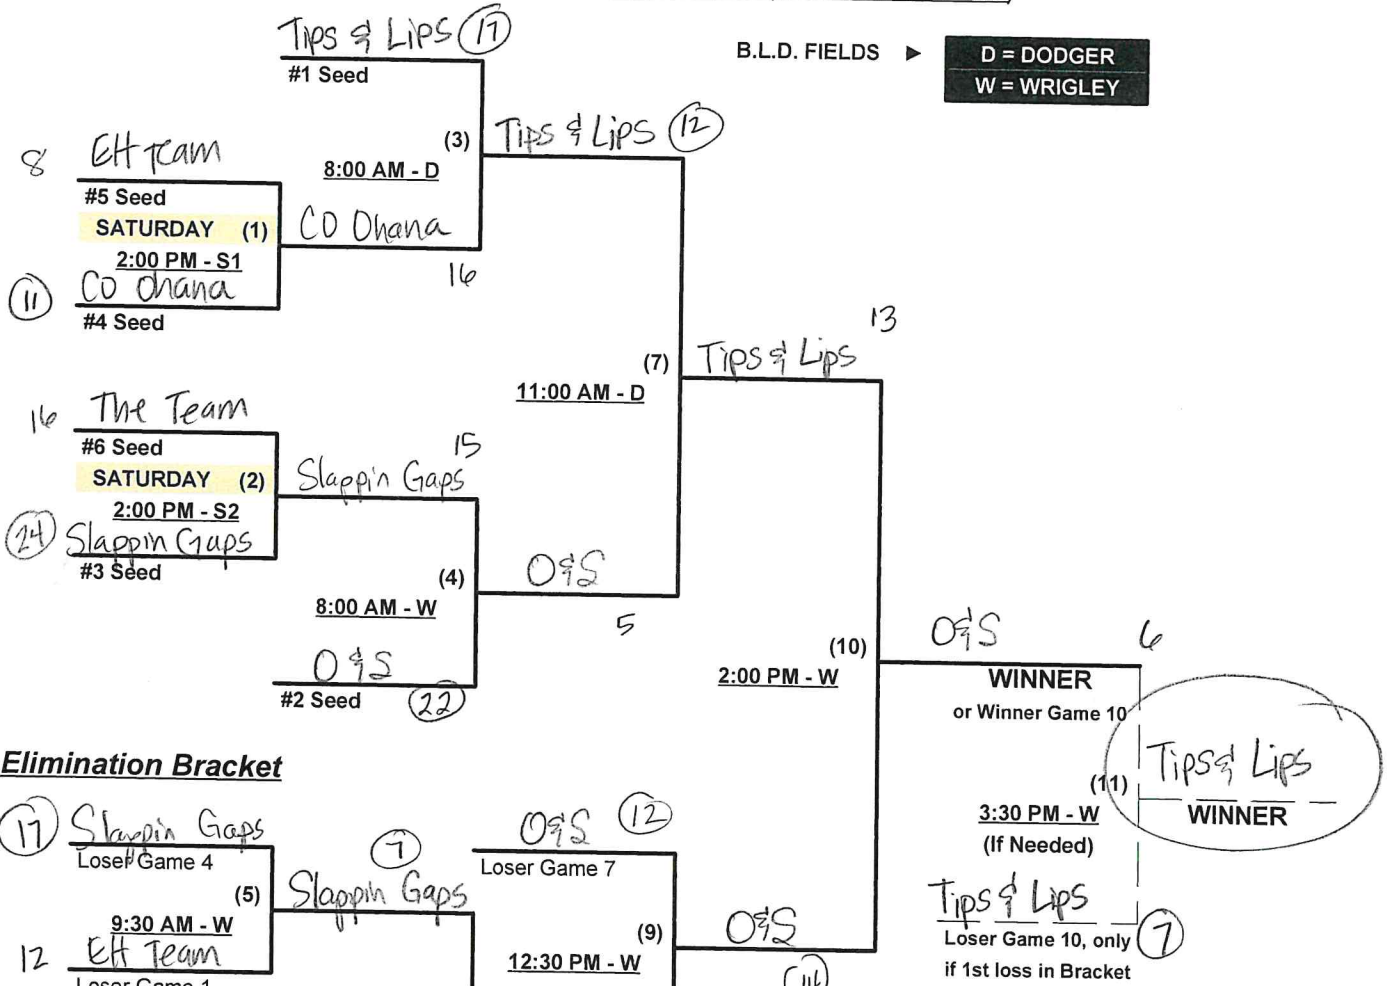 Tips & Lips 17
#1 Seed
B.L.D. FIELDS ► D = DODGER
W = WRIGLEY
(3)
8:00 AM - D
Tips & Lips 12
8 EH Team
#5 Seed
SATURDAY (1)
2:00 PM - S1
CO Ohana
16
11 CO Ohana
#4 Seed
13
(7)
11:00 AM - D
Tips & Lips
16 The Team
#6 Seed
SATURDAY (2)
2:00 PM - S2
15
Slappin Gaps
24 Slappin Gaps
#3 Seed
(4)
8:00 AM - W
O&S
5
O&S
#2 Seed 22
(10)
2:00 PM - W
O&S 6
WINNER
or Winner Game 10
Tips & Lips
WINNER
(11)
3:30 PM - W
(If Needed)
Tips & Lips
Loser Game 10, only 7
if 1st loss in Bracket
Elimination Bracket
17 Slappin Gaps
Loser Game 4
(5)
9:30 AM - W
7
Slappin Gaps
12 EH Team
Loser Game 1
O&S 12
Loser Game 7
(9)
12:30 PM - W
O&S